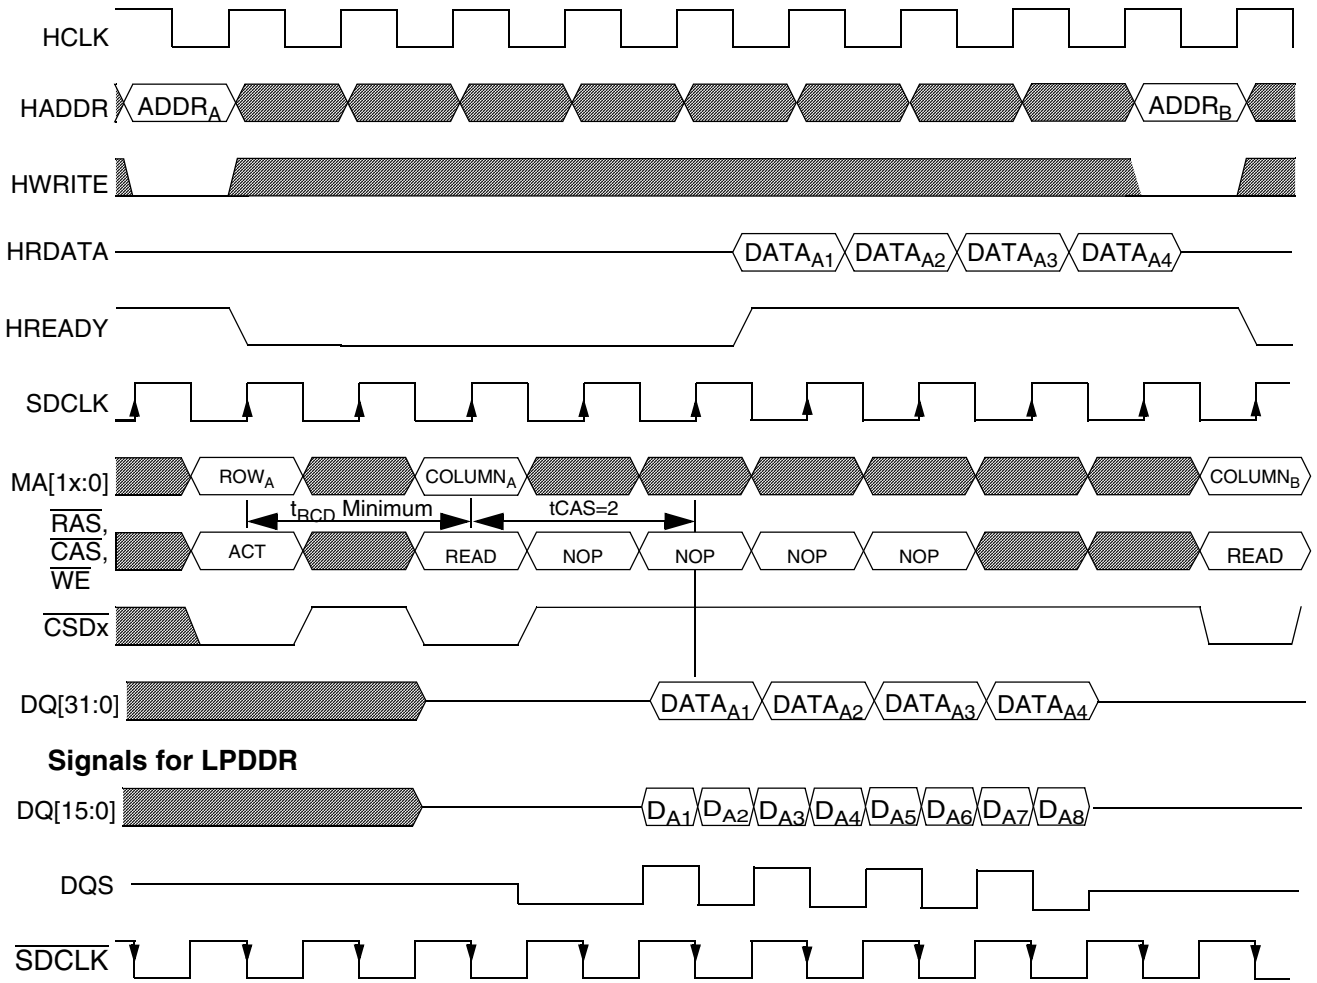 HCLK
HADDR ADDRA ADDRB
HWRITE
HRDATA DATAA1 DATAA2 DATAA3 DATAA4
HREADY
SDCLK
MA[1x:0] ROWA COLUMNA COLUMNB
tRCD Minimum tCAS=2
RAS,
CAS, ACT READ NOP NOP NOP NOP READ
WE
CSDx
DQ[31:0] DATAA1 DATAA2 DATAA3 DATAA4
Signals for LPDDR
DQ[15:0] DA1 DA2 DA3 DA4 DA5 DA6 DA7 DA8
DQS
SDCLK